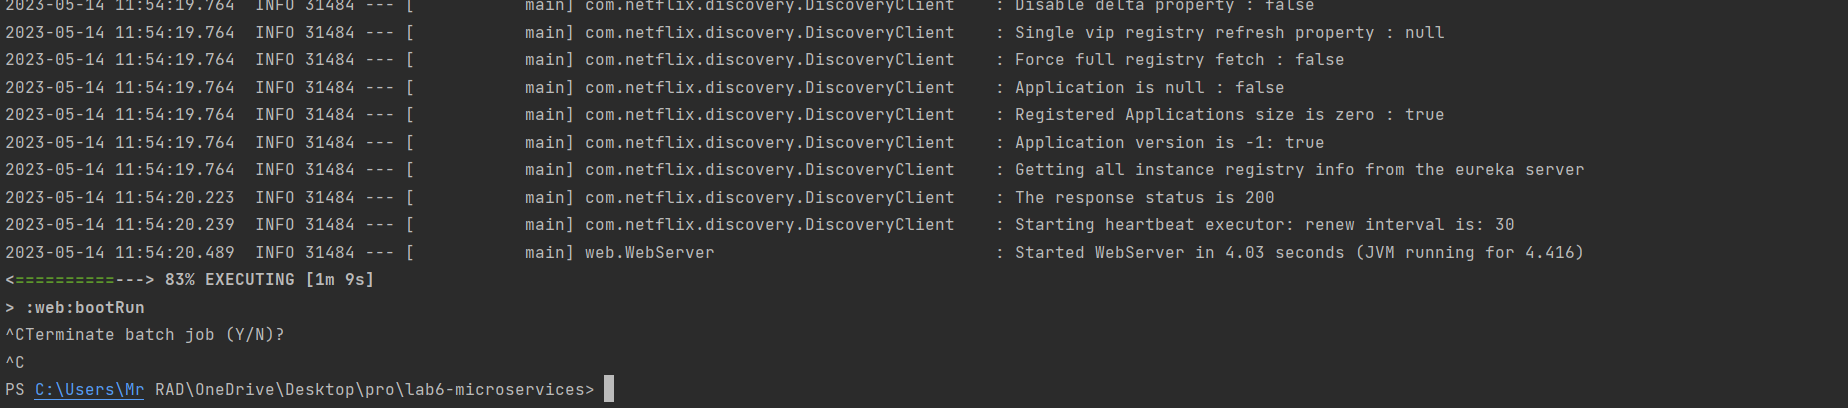 2023-05-14 11:54:19.764  INFO 31484 --- [           main] com.netflix.discovery.DiscoveryClient    : Disable delta property : false
2023-05-14 11:54:19.764  INFO 31484 --- [           main] com.netflix.discovery.DiscoveryClient    : Single vip registry refresh property : null
2023-05-14 11:54:19.764  INFO 31484 --- [           main] com.netflix.discovery.DiscoveryClient    : Force full registry fetch : false
2023-05-14 11:54:19.764  INFO 31484 --- [           main] com.netflix.discovery.DiscoveryClient    : Application is null : false
2023-05-14 11:54:19.764  INFO 31484 --- [           main] com.netflix.discovery.DiscoveryClient    : Registered Applications size is zero : true
2023-05-14 11:54:19.764  INFO 31484 --- [           main] com.netflix.discovery.DiscoveryClient    : Application version is -1: true
2023-05-14 11:54:19.764  INFO 31484 --- [           main] com.netflix.discovery.DiscoveryClient    : Getting all instance registry info from the eureka server
2023-05-14 11:54:20.223  INFO 31484 --- [           main] com.netflix.discovery.DiscoveryClient    : The response status is 200
2023-05-14 11:54:20.239  INFO 31484 --- [           main] com.netflix.discovery.DiscoveryClient    : Starting heartbeat executor: renew interval is: 30
2023-05-14 11:54:20.489  INFO 31484 --- [           main] web.WebServer                            : Started WebServer in 4.03 seconds (JVM running for 4.416)
<==========---> 83% EXECUTING [1m 9s]
> :web:bootRun
^CTerminate batch job (Y/N)?
^C
PS C:\Users\Mr RAD\OneDrive\Desktop\pro\lab6-microservices>